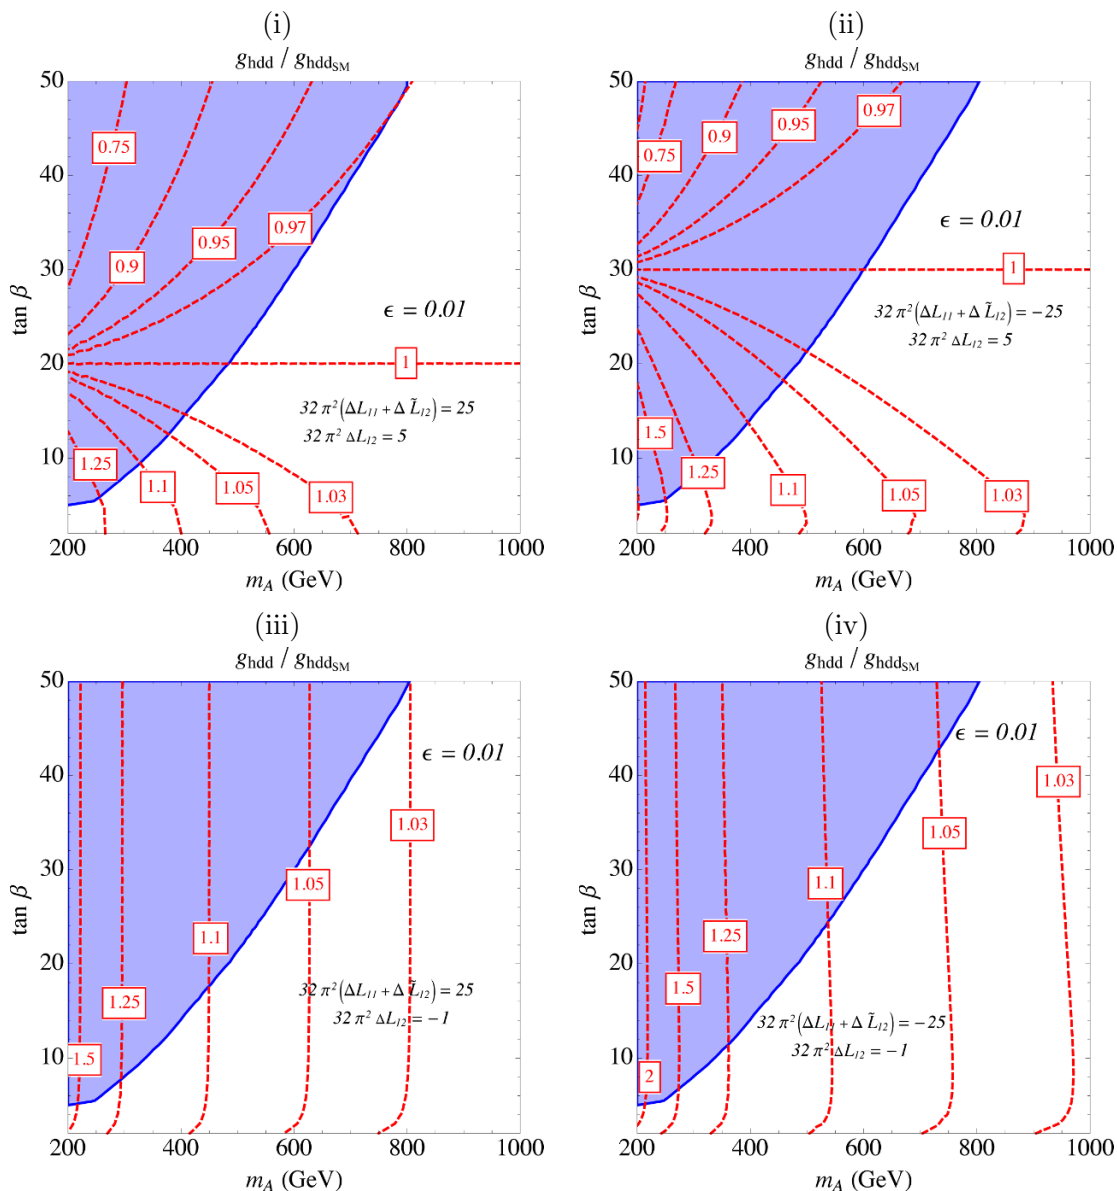 (i)
g_hdd / g_hdd_SM
50
40
30
20
10
tan β
0.75
0.9
0.95
0.97
ϵ = 0.01
1
32 π²(ΔL₁₁ + Δ L̃₁₂) = 25
32 π² ΔL₁₂ = 5
1.25
1.1
1.05
1.03
200 400 600 800 1000
m_A (GeV)
(ii)
g_hdd / g_hdd_SM
50
40
30
20
10
tan β
0.75
0.9
0.95
0.97
ϵ = 0.01
1
32 π²(ΔL₁₁ + Δ L̃₁₂) = −25
32 π² ΔL₁₂ = 5
1.5
1.25
1.1
1.05
1.03
200 400 600 800 1000
m_A (GeV)
(iii)
g_hdd / g_hdd_SM
50
40
30
20
10
tan β
ϵ = 0.01
1.03
1.05
1.1
1.25
1.5
32 π²(ΔL₁₁ + Δ L̃₁₂) = 25
32 π² ΔL₁₂ = −1
200 400 600 800 1000
m_A (GeV)
(iv)
g_hdd / g_hdd_SM
50
40
30
20
10
tan β
ϵ = 0.01
1.03
1.05
1.1
1.25
1.5
2
32 π²(ΔL₁₁ + Δ L̃₁₂) = −25
32 π² ΔL₁₂ = −1
200 400 600 800 1000
m_A (GeV)